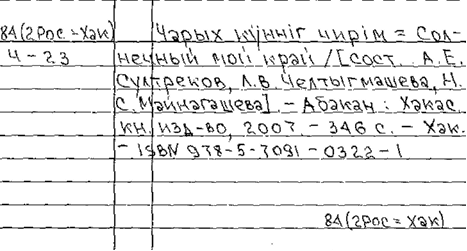 84(2Рос=Хак) Чарых кӱннiг чирiм = Сол-
Ч-23 нечный мой край /[сост. А.Е.
Султреков, Л.В. Челтыгмашева, Н.
С. Майнагашева]. - Абакан: Хакас.
кн. изд-во, 2007. - 346 с. - Хак.
- ISBN 978-5-7091-0322-1
84(2Рос=Хак)